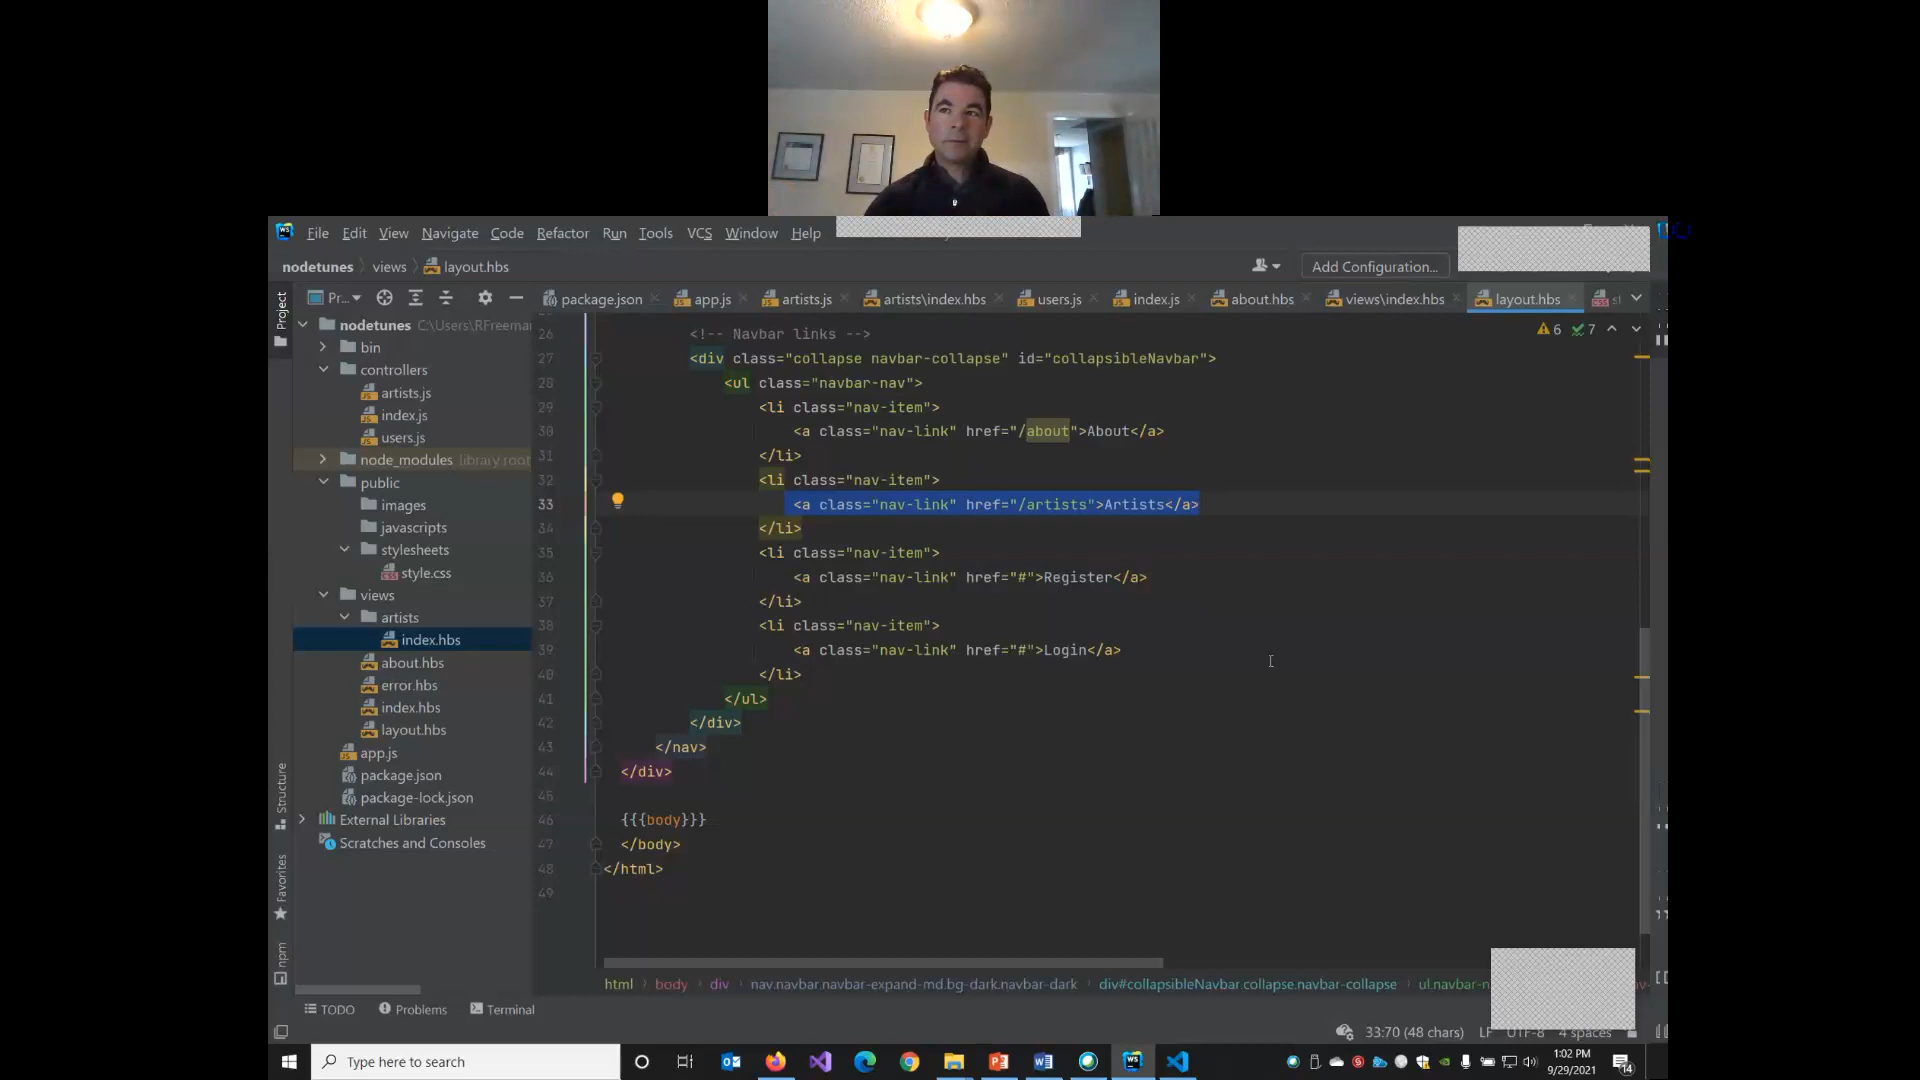 WS File Edit View Navigate Code Refactor Run Tools VCS Window Help
nodetunes views layout.hbs Add Configuration...
Project Pr... package.json app.js artists.js artists\index.hbs users.js index.js about.hbs views\index.hbs layout.hbs
nodetunes C:\Users\RFreeman
bin
controllers
artists.js
index.js
users.js
node_modules library root
public
images
javascripts
stylesheets
style.css
views
artists
index.hbs
about.hbs
error.hbs
index.hbs
layout.hbs
app.js
package.json
package-lock.json
External Libraries
Scratches and Consoles
Structure
Favorites
npm
6 7
26 <!-- Navbar links -->
27 <div class="collapse navbar-collapse" id="collapsibleNavbar">
28 <ul class="navbar-nav">
29 <li class="nav-item">
30 <a class="nav-link" href="/about">About</a>
31 </li>
32 <li class="nav-item">
33 <a class="nav-link" href="/artists">Artists</a>
34 </li>
35 <li class="nav-item">
36 <a class="nav-link" href="#">Register</a>
37 </li>
38 <li class="nav-item">
39 <a class="nav-link" href="#">Login</a>
40 </li>
41 </ul>
42 </div>
43 </nav>
44 </div>
45
46 {{{body}}}
47 </body>
48 </html>
49
html body div nav.navbar.navbar-expand-md.bg-dark.navbar-dark div#collapsibleNavbar.collapse.navbar-collapse ul.navbar-n
TODO Problems Terminal
33:70 (48 chars) LF UTF-8 4 spaces
Type here to search
1:02 PM
9/29/2021
14